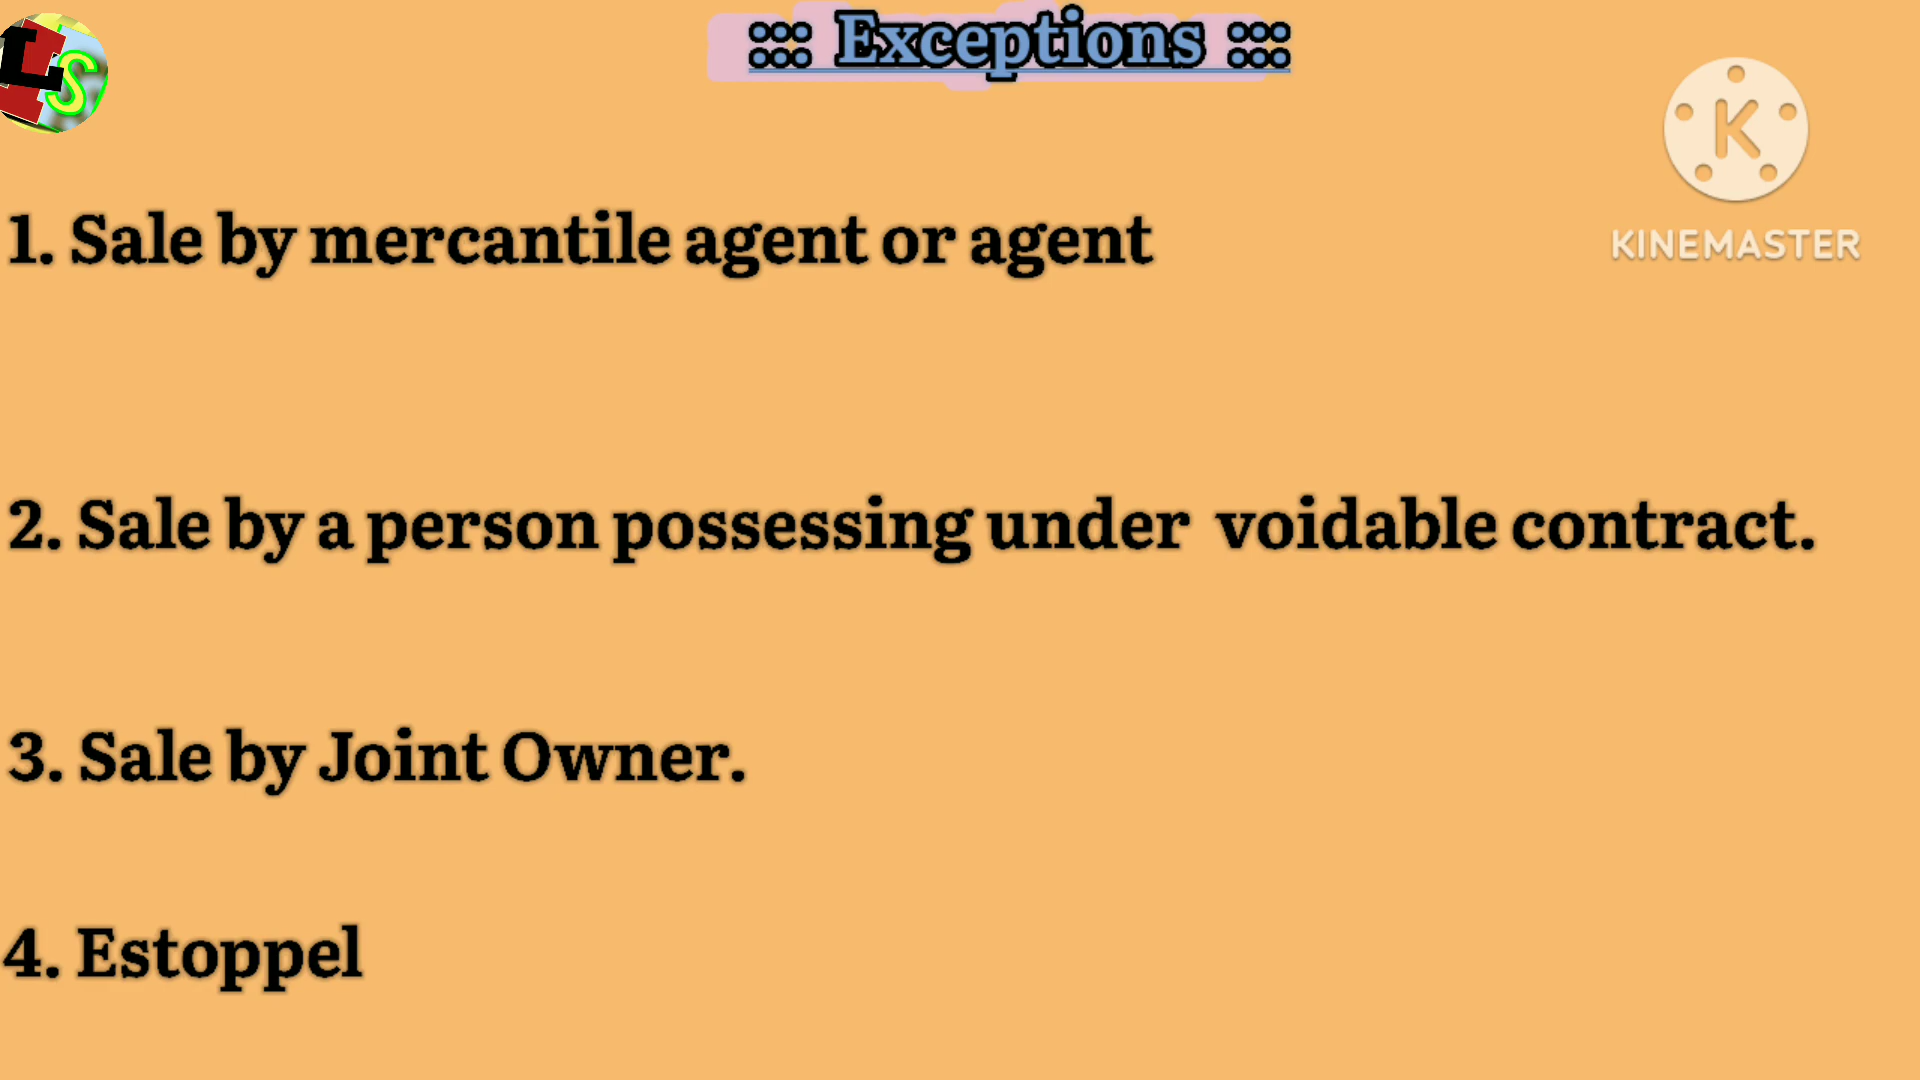 ::: Exceptions :::
LS
K
KINEMASTER
1. Sale by mercantile agent or agent
2. Sale by a person possessing under voidable contract.
3. Sale by Joint Owner.
4. Estoppel